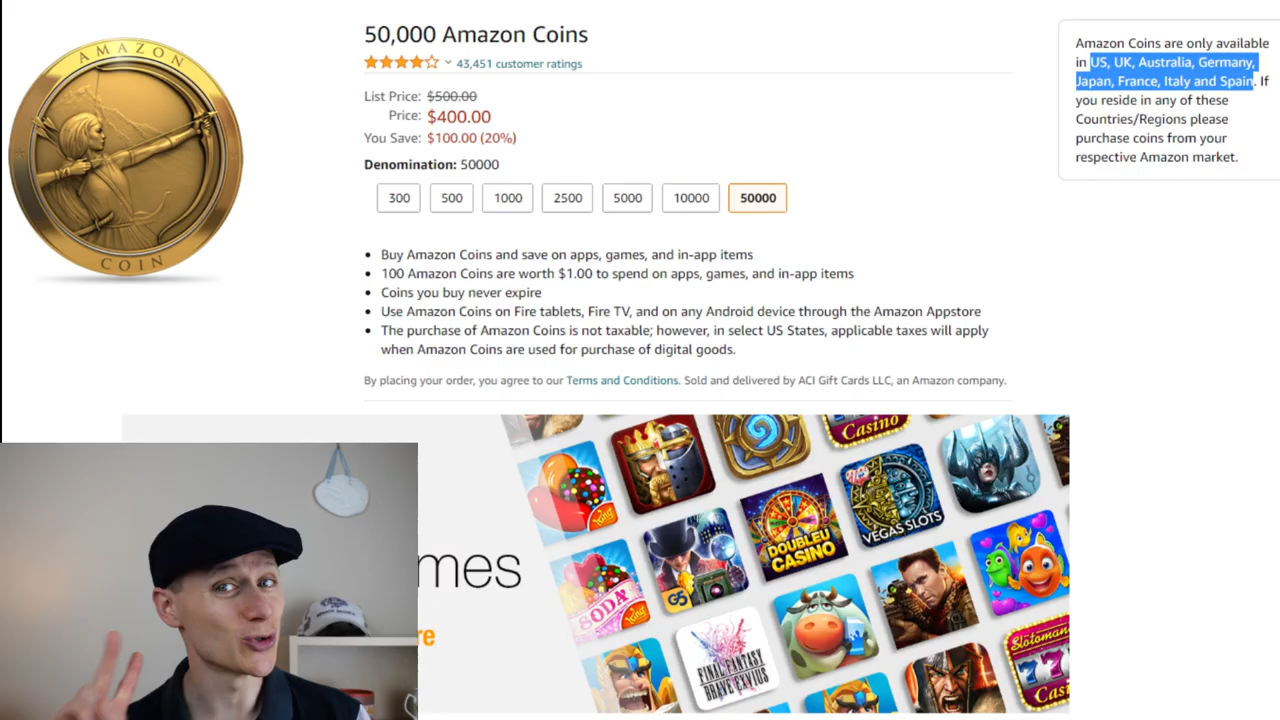 AMAZON
COIN
50,000 Amazon Coins
43,451 customer ratings
List Price: $500.00
Price: $400.00
You Save: $100.00 (20%)
Denomination: 50000
300 500 1000 2500 5000 10000 50000
Buy Amazon Coins and save on apps, games, and in-app items
100 Amazon Coins are worth $1.00 to spend on apps, games, and in-app items
Coins you buy never expire
Use Amazon Coins on Fire tablets, Fire TV, and on any Android device through the Amazon Appstore
The purchase of Amazon Coins is not taxable; however, in select US States, applicable taxes will apply
when Amazon Coins are used for purchase of digital goods.
By placing your order, you agree to our Terms and Conditions. Sold and delivered by ACI Gift Cards LLC, an Amazon company.
Amazon Coins are only available
in US, UK, Australia, Germany,
Japan, France, Italy and Spain. If
you reside in any of these
Countries/Regions please
purchase coins from your
respective Amazon market.
mes
re
Casino
King
DOUBLEU
CASINO
VEGAS SLOTS
G5
SODA
King
FINAL FANTASY
BRAVE EXVIUS
Slotomania
777